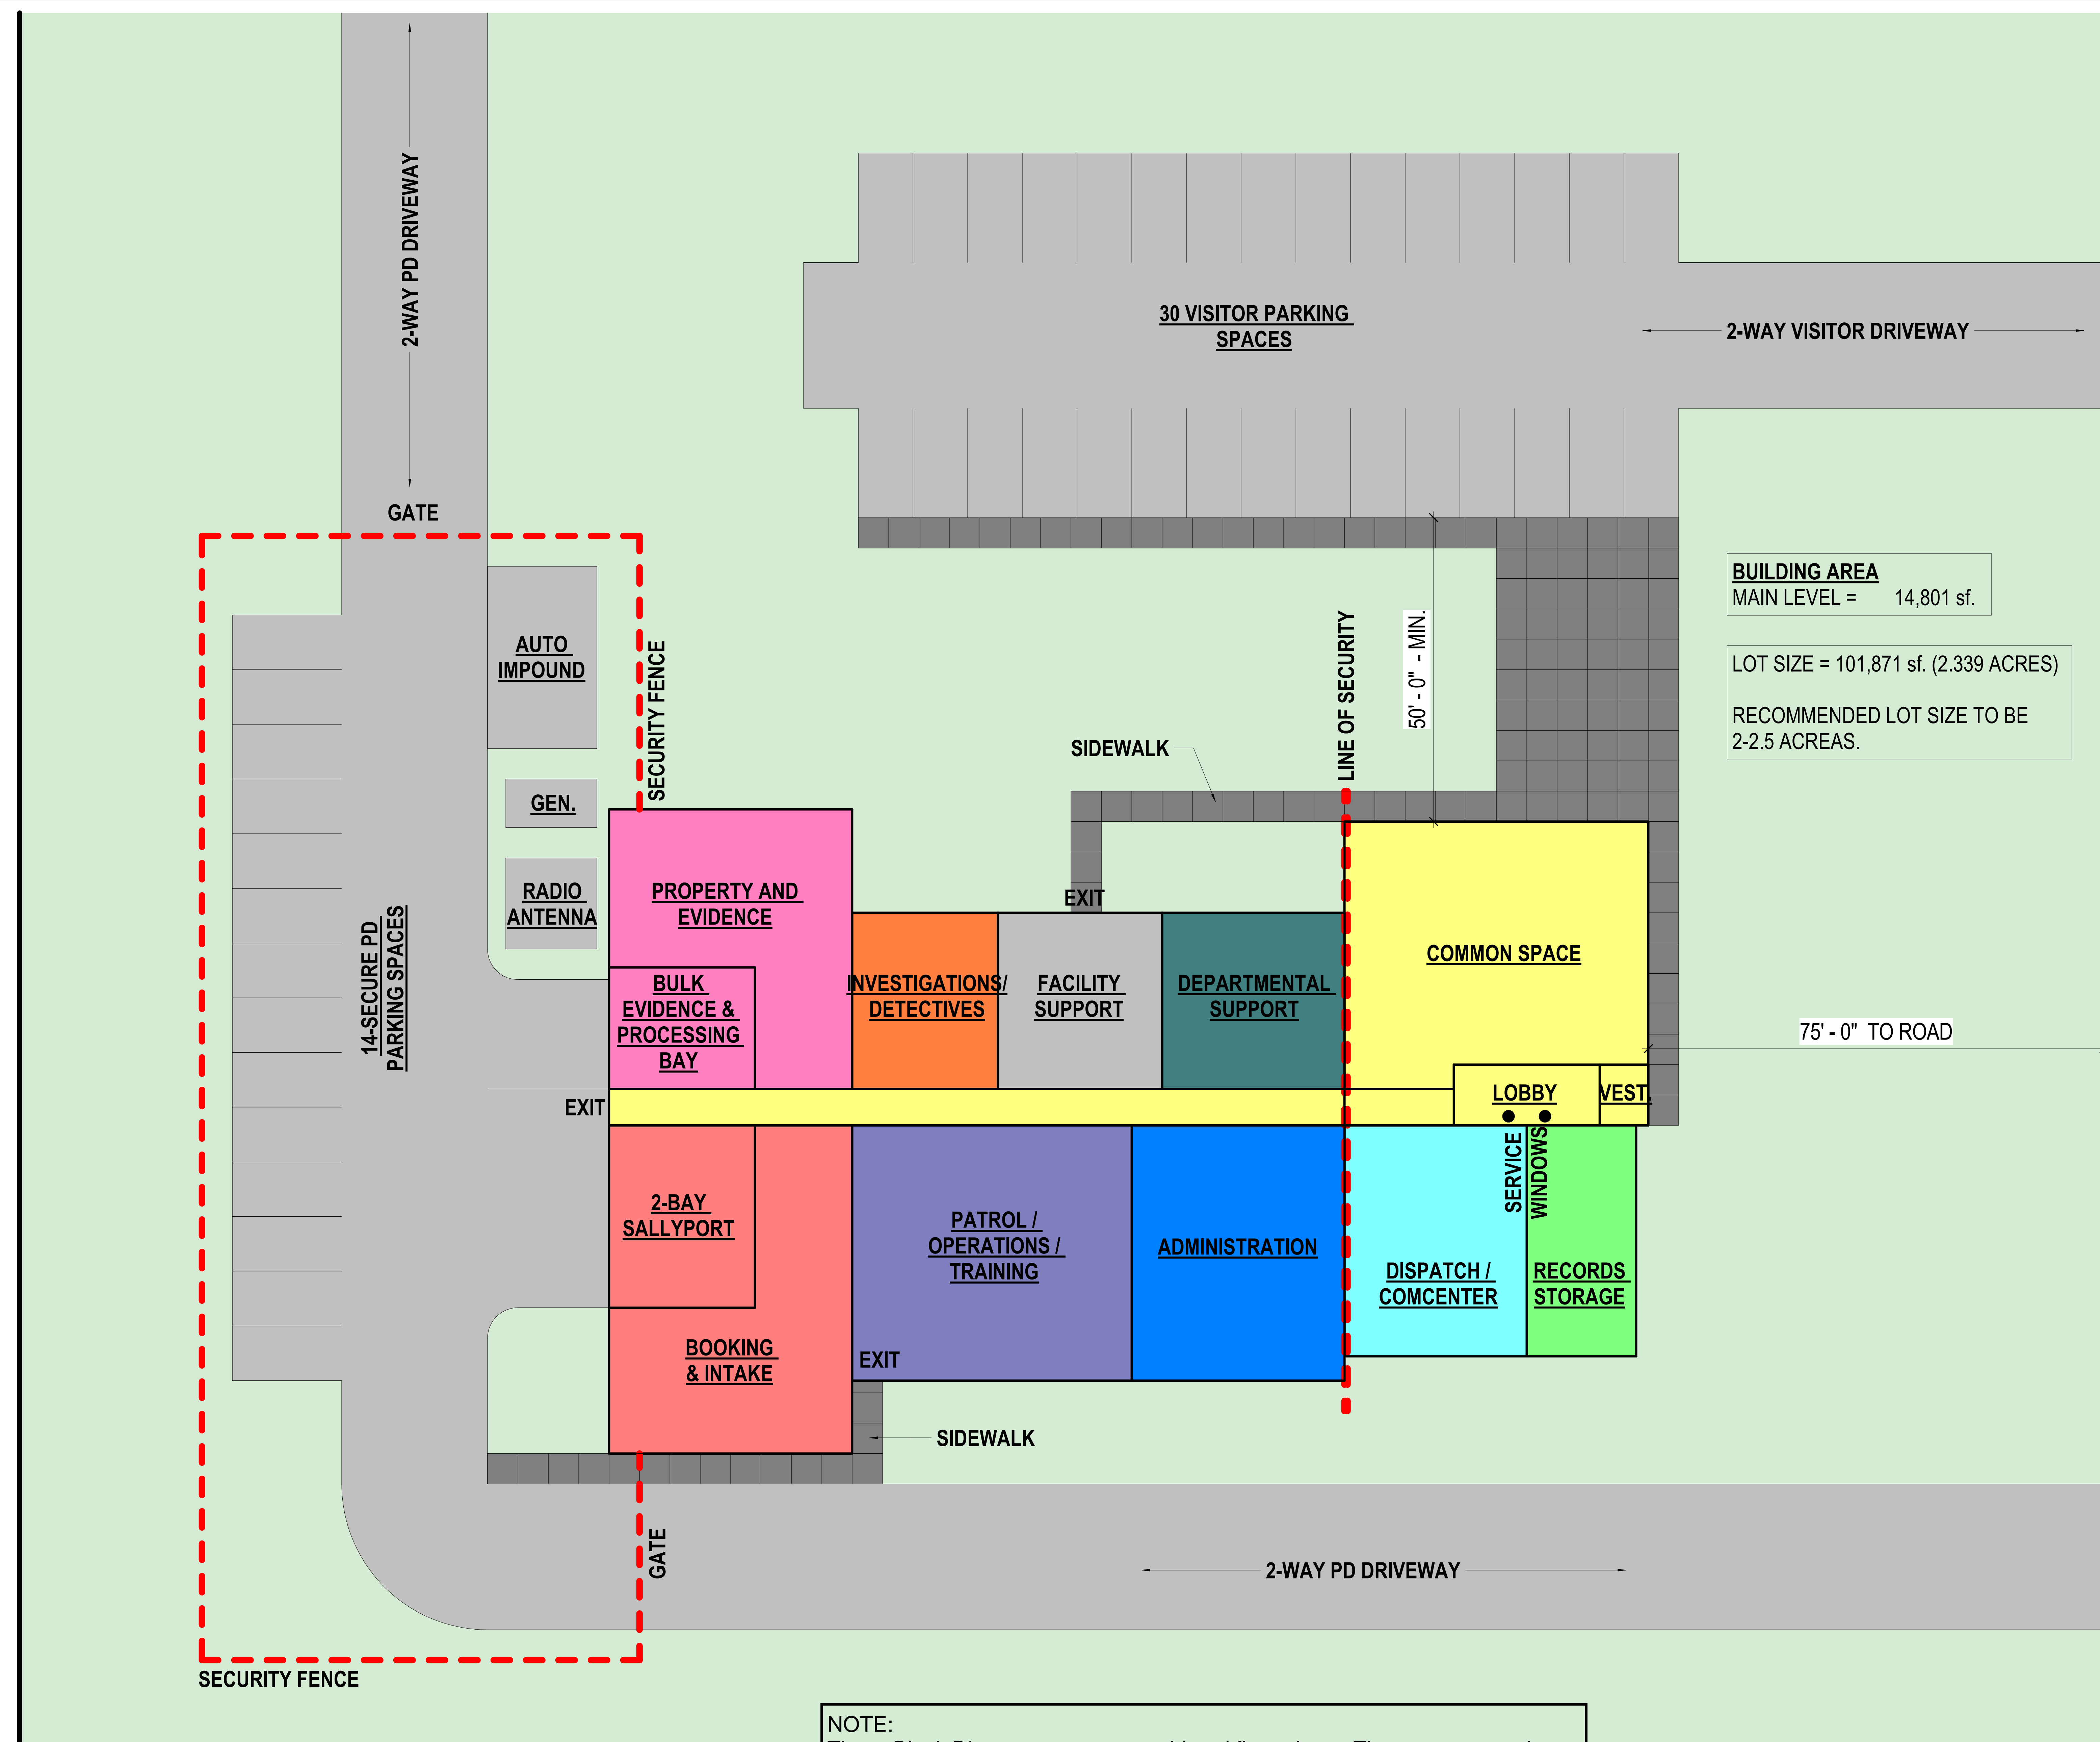 2-WAY PD DRIVEWAY
30 VISITOR PARKING
SPACES
2-WAY VISITOR DRIVEWAY
GATE
BUILDING AREA
MAIN LEVEL = 14,801 sf.
LOT SIZE = 101,871 sf. (2.339 ACRES)
RECOMMENDED LOT SIZE TO BE
2-2.5 ACREAS.
AUTO
IMPOUND
SECURITY FENCE
LINE OF SECURITY
50' - 0" - MIN.
SIDEWALK
GEN.
RADIO
ANTENNA
PROPERTY AND
EVIDENCE
EXIT
14-SECURE PD
PARKING SPACES
BULK
EVIDENCE &
PROCESSING
BAY
INVESTIGATIONS/
DETECTIVES
FACILITY
SUPPORT
DEPARTMENTAL
SUPPORT
COMMON SPACE
75' - 0" TO ROAD
EXIT
LOBBY
VEST.
SERVICE
WINDOWS
2-BAY
SALLYPORT
PATROL /
OPERATIONS /
TRAINING
ADMINISTRATION
DISPATCH /
COMCENTER
RECORDS
STORAGE
BOOKING
& INTAKE
EXIT
SIDEWALK
GATE
2-WAY PD DRIVEWAY
SECURITY FENCE
NOTE: